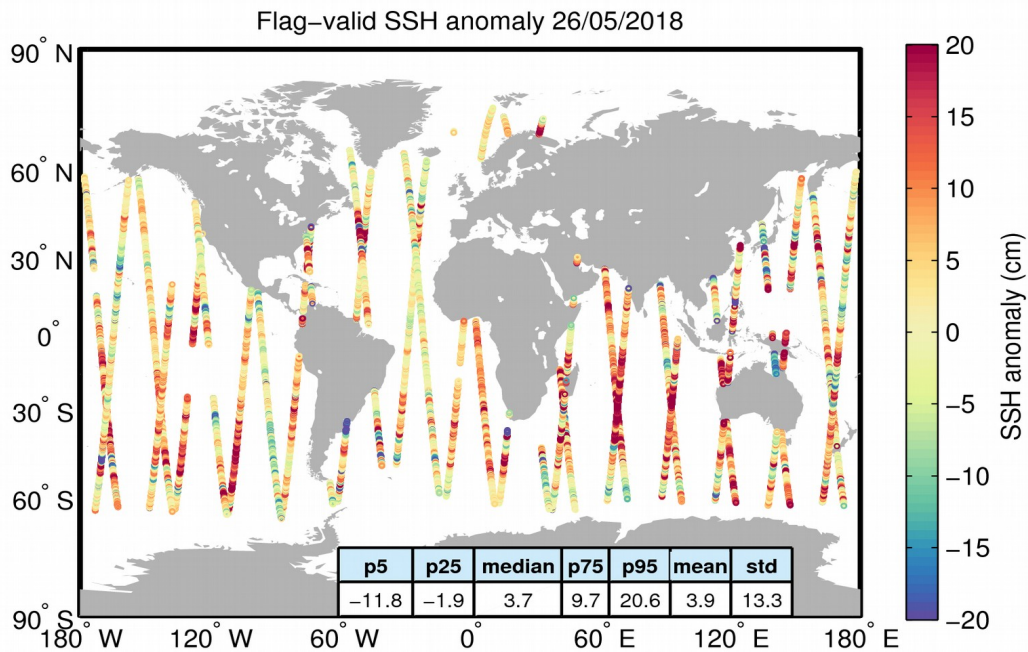 Flag−valid SSH anomaly 26/05/2018
90° N
60° N
30° N
0°
30° S
60° S
90° S
180° W
120° W
60° W
0°
60° E
120° E
180° E
p5 p25 median p75 p95 mean std
−11.8 −1.9 3.7 9.7 20.6 3.9 13.3
20
15
10
5
0
−5
−10
−15
−20
SSH anomaly (cm)